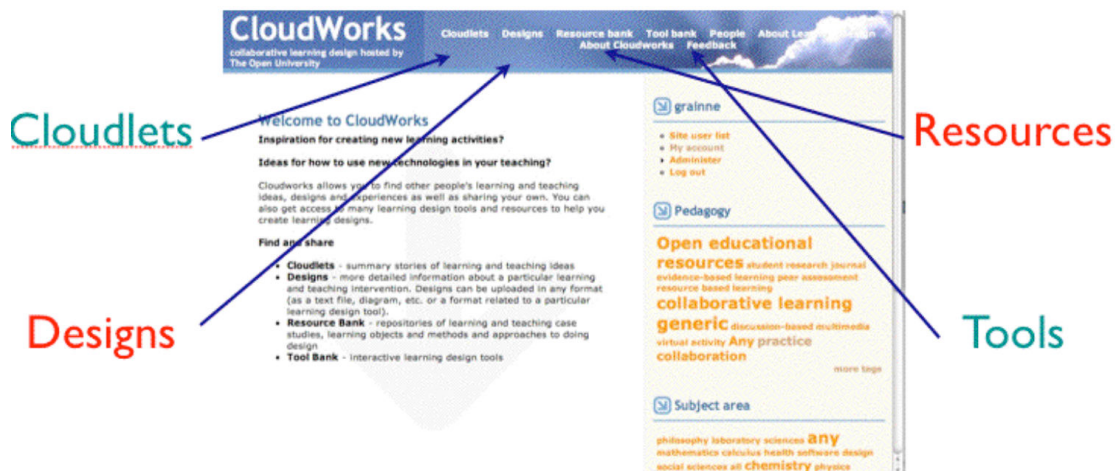 CloudWorks
collaborative learning design hosted by
The Open University
Cloudlets Designs Resource bank Tool bank People About Learning Design
About Cloudworks Feedback
Cloudlets
Designs
Resources
Tools
Welcome to CloudWorks
Inspiration for creating new learning activities?
Ideas for how to use new technologies in your teaching?
Cloudworks allows you to find other people's learning and teaching
ideas, designs and experiences as well as sharing your own. You can
also get access to many learning design tools and resources to help you
create learning designs.
Find and share
Cloudlets - summary stories of learning and teaching ideas
Designs - more detailed information about a particular learning
and teaching intervention. Designs can be uploaded in any format
(as a text file, diagram, etc. or a format related to a particular
learning design tool).
Resource Bank - repositories of learning and teaching case
studies, learning objects and methods and approaches to doing
design
Tool Bank - interactive learning design tools
grainne
Site user list
My account
Administer
Log out
Pedagogy
Open educational
resources student research journal
evidence-based learning peer assessment
resource based learning
collaborative learning
generic discussion-based multimedia
virtual activity Any practice
collaboration
more tags
Subject area
philosophy laboratory sciences any
mathematics calculus health software design
social sciences all chemistry physics